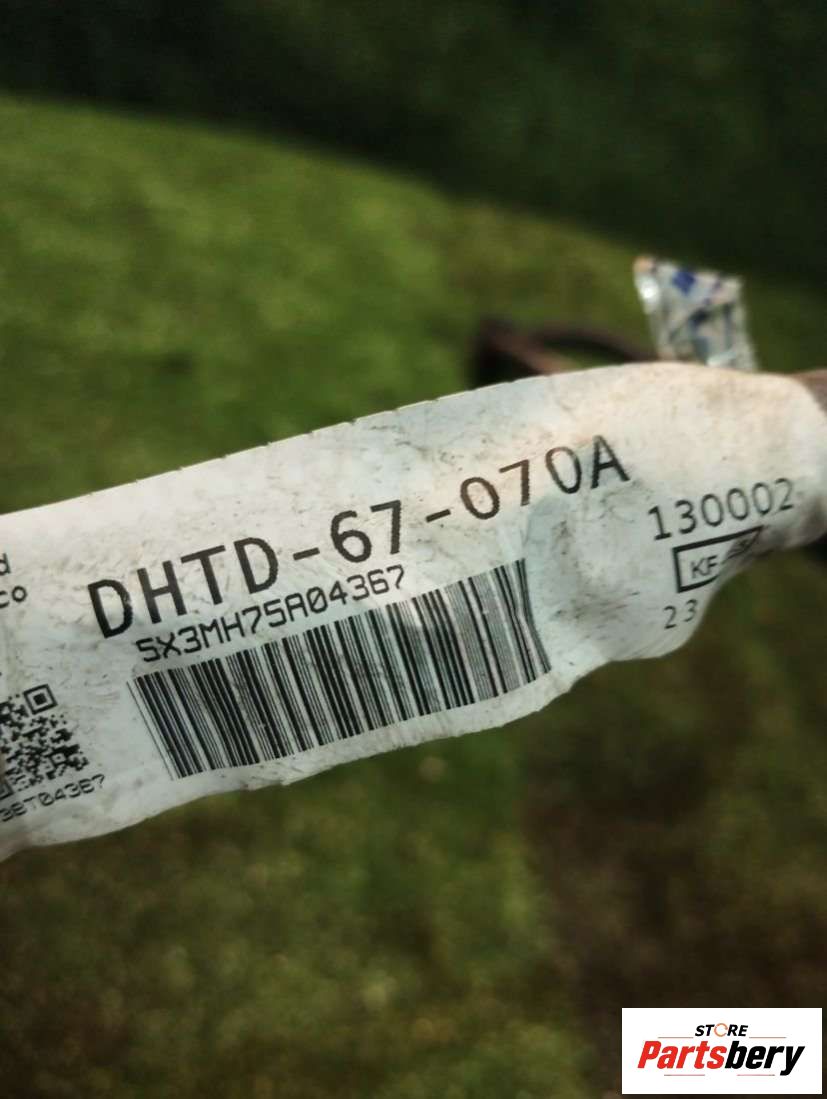 DHTD-67-070A
5X3MH75A04367
130002
KF
23
STORE
Partsbery